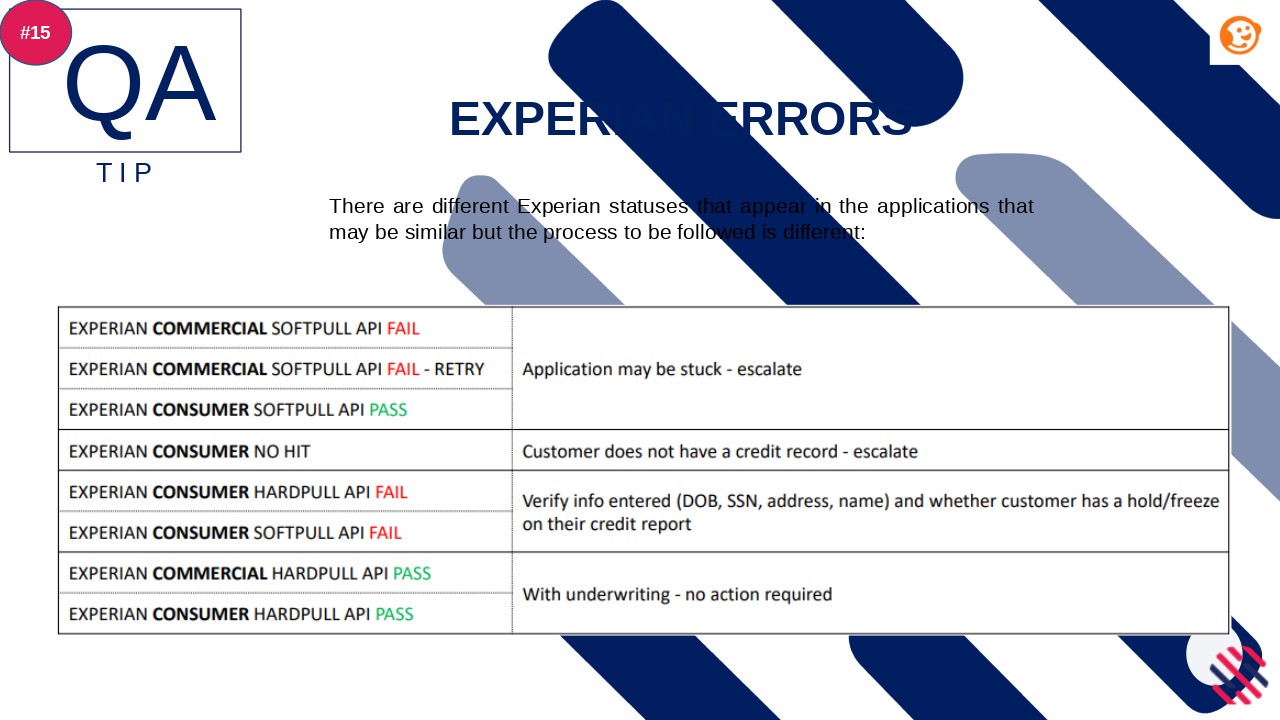 #15
QA
TIP
EXPERIAN ERRORS
There are different Experian statuses that appear in the applications that
may be similar but the process to be followed is different:
EXPERIAN COMMERCIAL SOFTPULL API FAIL
EXPERIAN COMMERCIAL SOFTPULL API FAIL - RETRY
EXPERIAN CONSUMER SOFTPULL API PASS
Application may be stuck - escalate
EXPERIAN CONSUMER NO HIT
Customer does not have a credit record - escalate
EXPERIAN CONSUMER HARDPULL API FAIL
EXPERIAN CONSUMER SOFTPULL API FAIL
Verify info entered (DOB, SSN, address, name) and whether customer has a hold/freeze
on their credit report
EXPERIAN COMMERCIAL HARDPULL API PASS
EXPERIAN CONSUMER HARDPULL API PASS
With underwriting - no action required